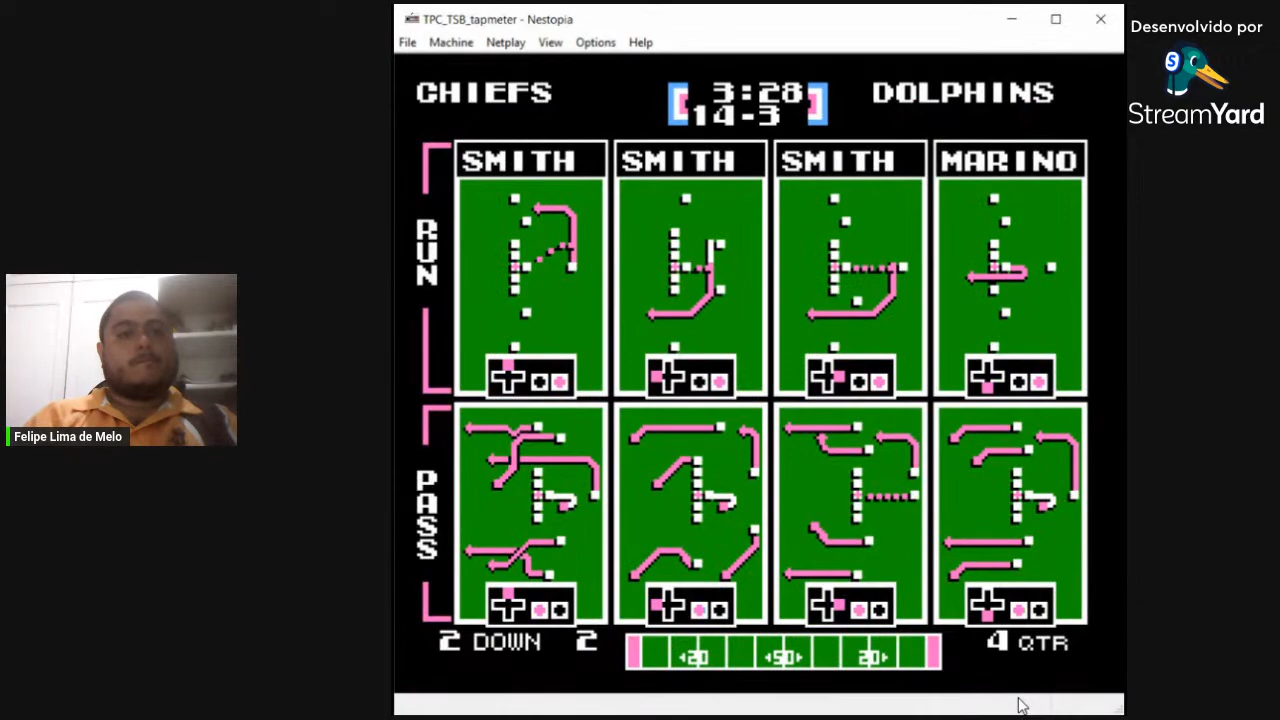 TPC_TSB_tapmeter - Nestopia
File Machine Netplay View Options Help
Desenvolvido por
S
StreamYard
CHIEFS 3:28 DOLPHINS
14-3
SMITH SMITH SMITH MARINO
RUN
PASS
Felipe Lima de Melo
2 DOWN 2 4 QTR
20 50 20